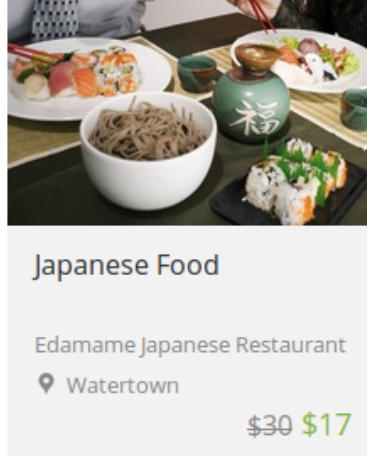 福
Japanese Food
Edamame Japanese Restaurant
Watertown
$30 $17